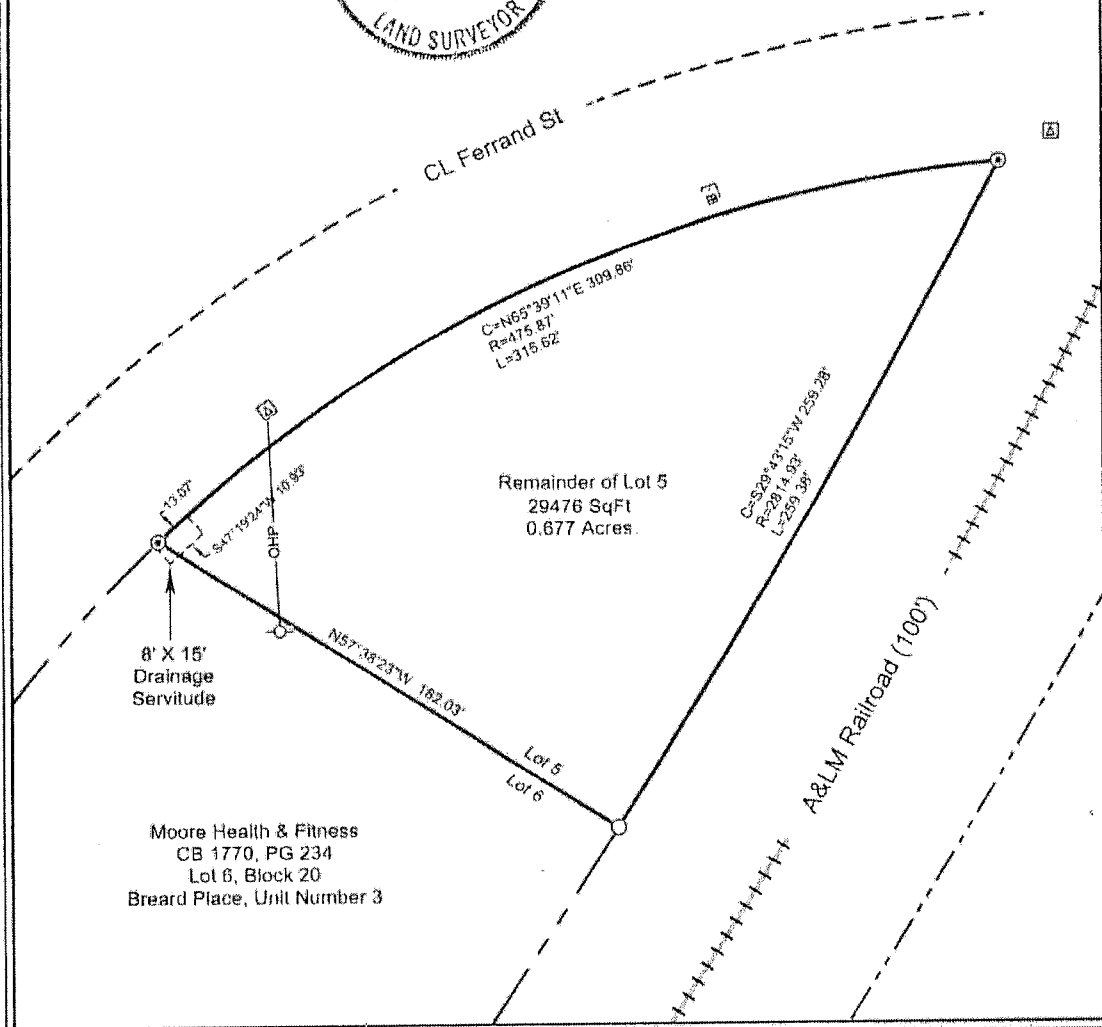 LAND SURVEYOR
CL Ferrand St
C=N65°39'11"E 309.86'
R=475.87'
L=315.62'
13.07'
S47°19'24"W 10.93'
OHP
Remainder of Lot 5
29476 SqFt
0.677 Acres
C=S29°43'15"W 259.28'
R=2814.93'
L=259.38'
8' X 15'
Drainage
Servitude
N57°38'23"W 182.03'
Lot 5
Lot 6
A&LM Railroad (100')
Moore Health & Fitness
CB 1770, PG 234
Lot 6, Block 20
Breard Place, Unit Number 3